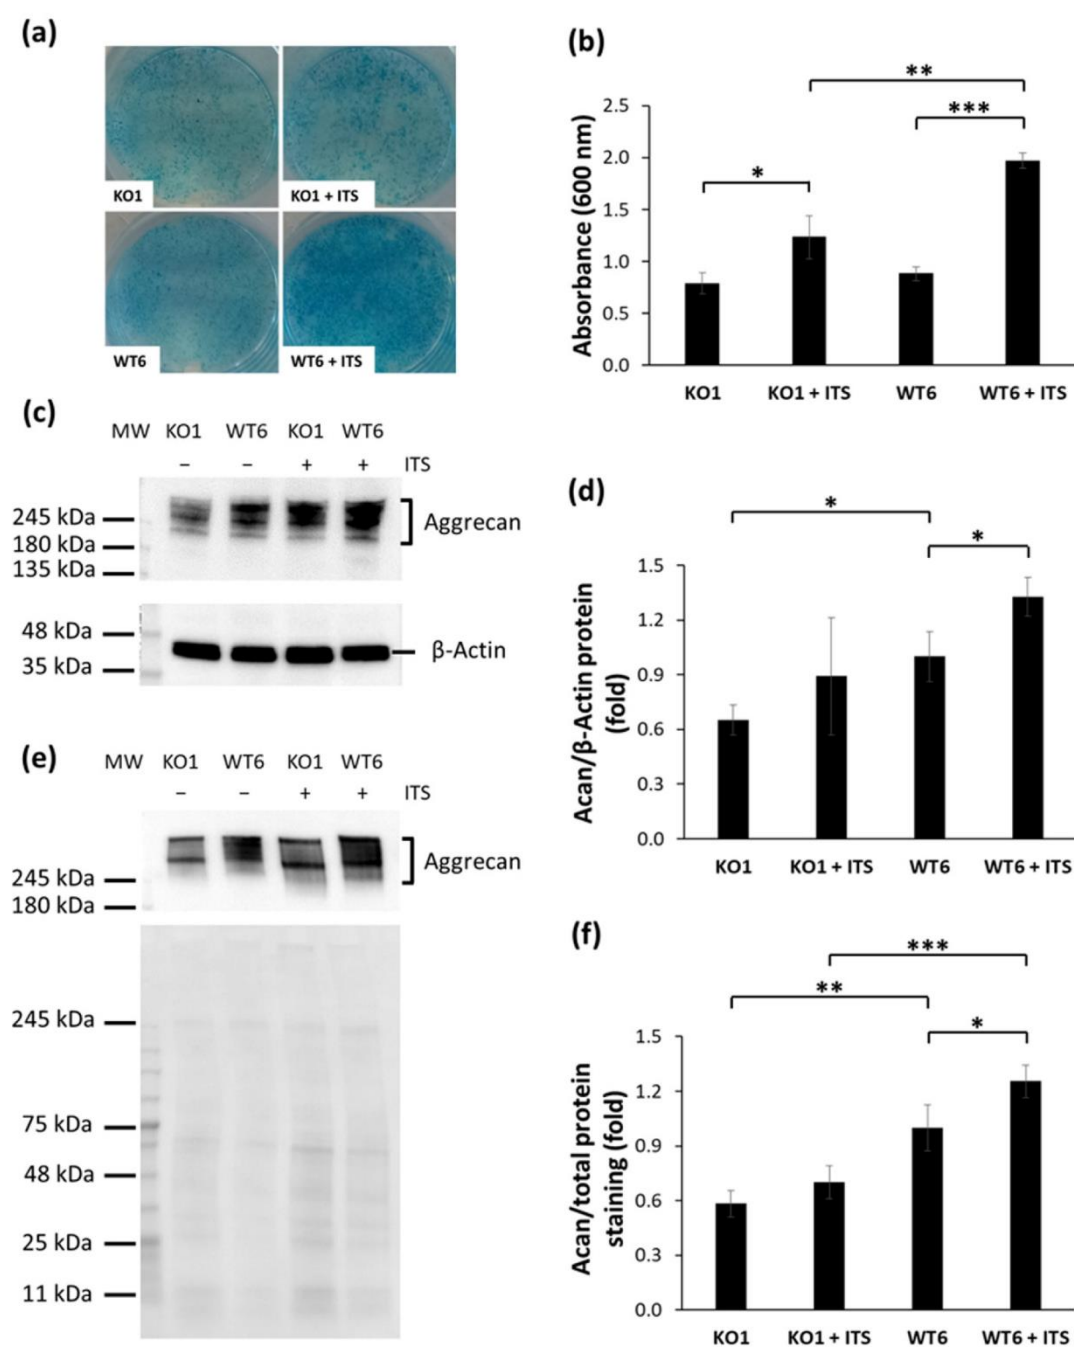 (a)
KO1
KO1 + ITS
WT6
WT6 + ITS
(b)
**
***
*
Absorbance (600 nm)
2.5
2.0
1.5
1.0
0.5
0.0
KO1
KO1 + ITS
WT6
WT6 + ITS
(c)
MW KO1 WT6 KO1 WT6
− − + + ITS
245 kDa
180 kDa
135 kDa
Aggrecan
48 kDa
35 kDa
β-Actin
(d)
*
*
Acan/β-Actin protein
(fold)
1.5
1.2
0.9
0.6
0.3
0.0
KO1
KO1 + ITS
WT6
WT6 + ITS
(e)
MW KO1 WT6 KO1 WT6
− − + + ITS
Aggrecan
245 kDa
180 kDa
245 kDa
75 kDa
48 kDa
25 kDa
11 kDa
(f)
***
**
*
Acan/total protein
staining (fold)
1.5
1.2
0.9
0.6
0.3
0.0
KO1
KO1 + ITS
WT6
WT6 + ITS